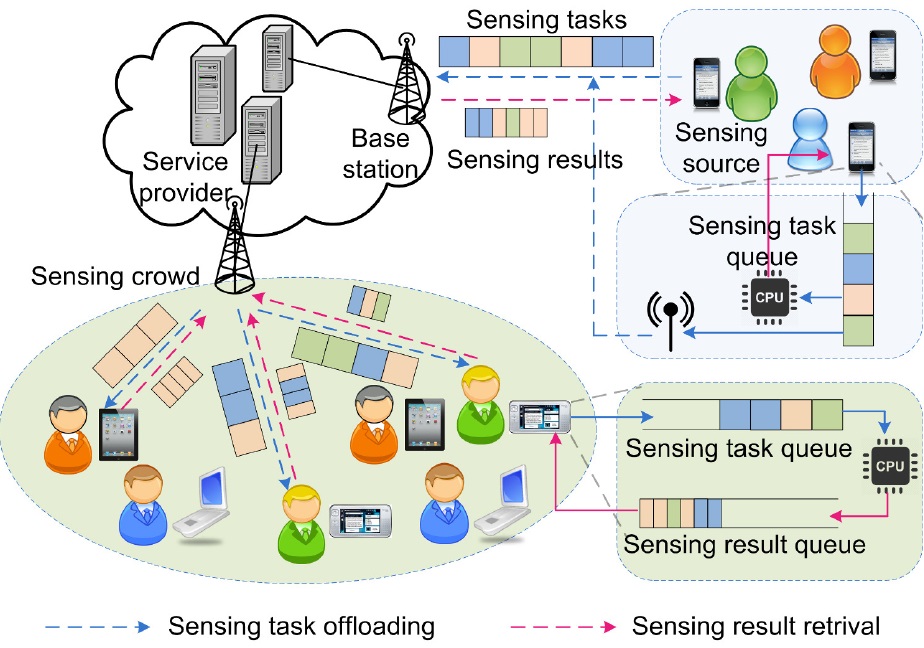 Sensing tasks
Sensing results
Base
station
Service
provider
Sensing
source
Sensing task
queue
CPU
Sensing crowd
Sensing task queue
CPU
Sensing result queue
Sensing task offloading
Sensing result retrival